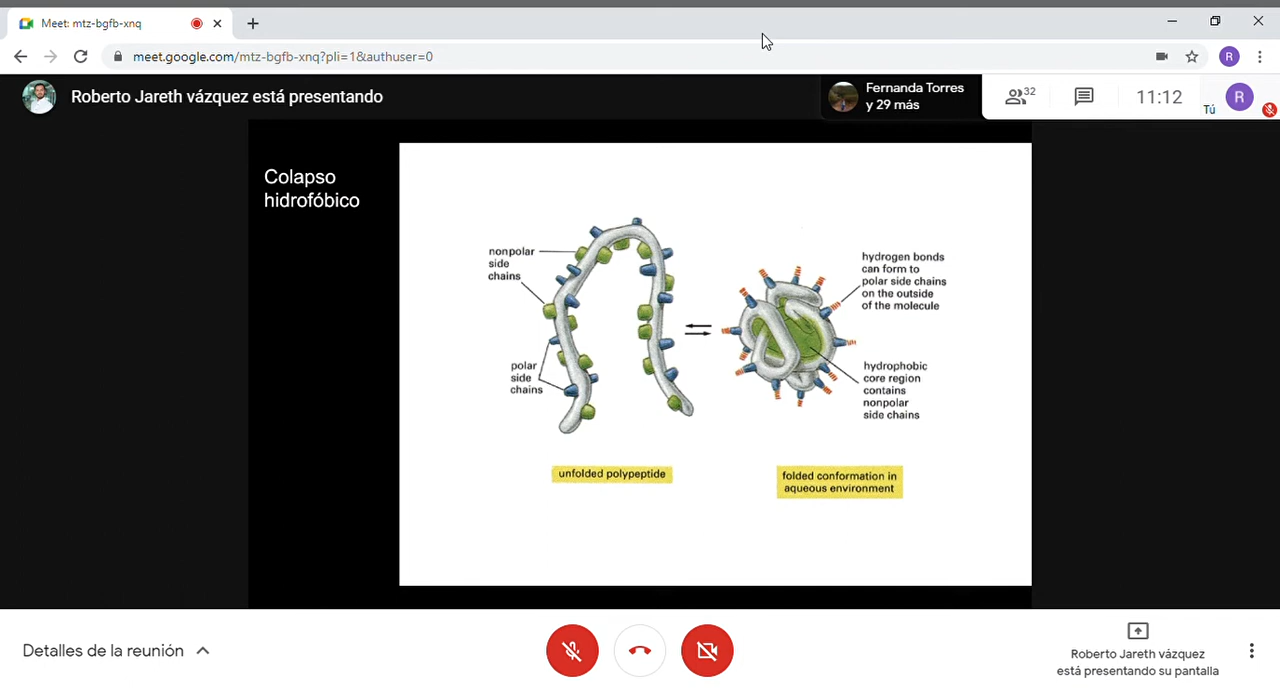 Meet: mtz-bgfb-xnq
meet.google.com/mtz-bgfb-xnq?pli=1&authuser=0
R
Roberto Jareth vázquez está presentando
Fernanda Torres
y 29 más
32
11:12
Tú
R
Colapso
hidrofóbico
nonpolar
side
chains
polar
side
chains
hydrogen bonds
can form to
polar side chains
on the outside
of the molecule
hydrophobic
core region
contains
nonpolar
side chains
unfolded polypeptide
folded conformation in
aqueous environment
Detalles de la reunión
Roberto Jareth vázquez
está presentando su pantalla